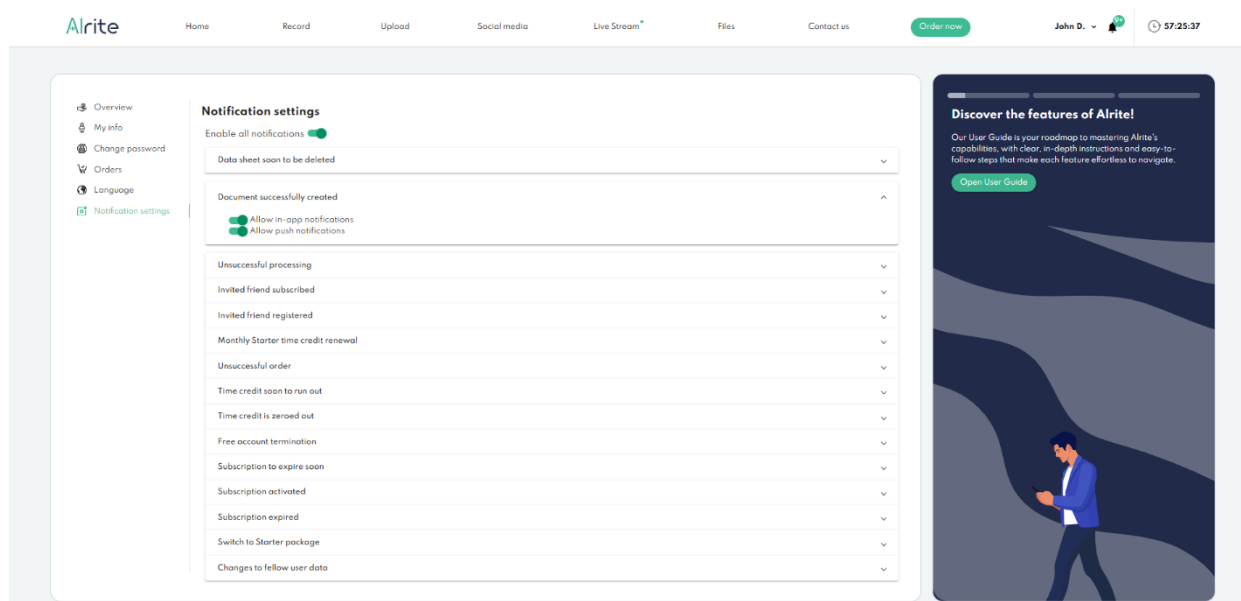 Alrite
Home
Record
Upload
Social media
Live Stream
Files
Contact us
Order now
John D.
9+
57:25:37
Overview
My info
Change password
Orders
Language
Notification settings
Notification settings
Enable all notifications
Data sheet soon to be deleted
Document successfully created
Allow in-app notifications
Allow push notifications
Unsuccessful processing
Invited friend subscribed
Invited friend registered
Monthly Starter time credit renewal
Unsuccessful order
Time credit soon to run out
Time credit is zeroed out
Free account termination
Subscription to expire soon
Subscription activated
Subscription expired
Switch to Starter package
Changes to fellow user data
Discover the features of Alrite!
Our User Guide is your roadmap to mastering Alrite's
capabilities, with clear, in-depth instructions and easy-to-
follow steps that make each feature effortless to navigate.
Open User Guide